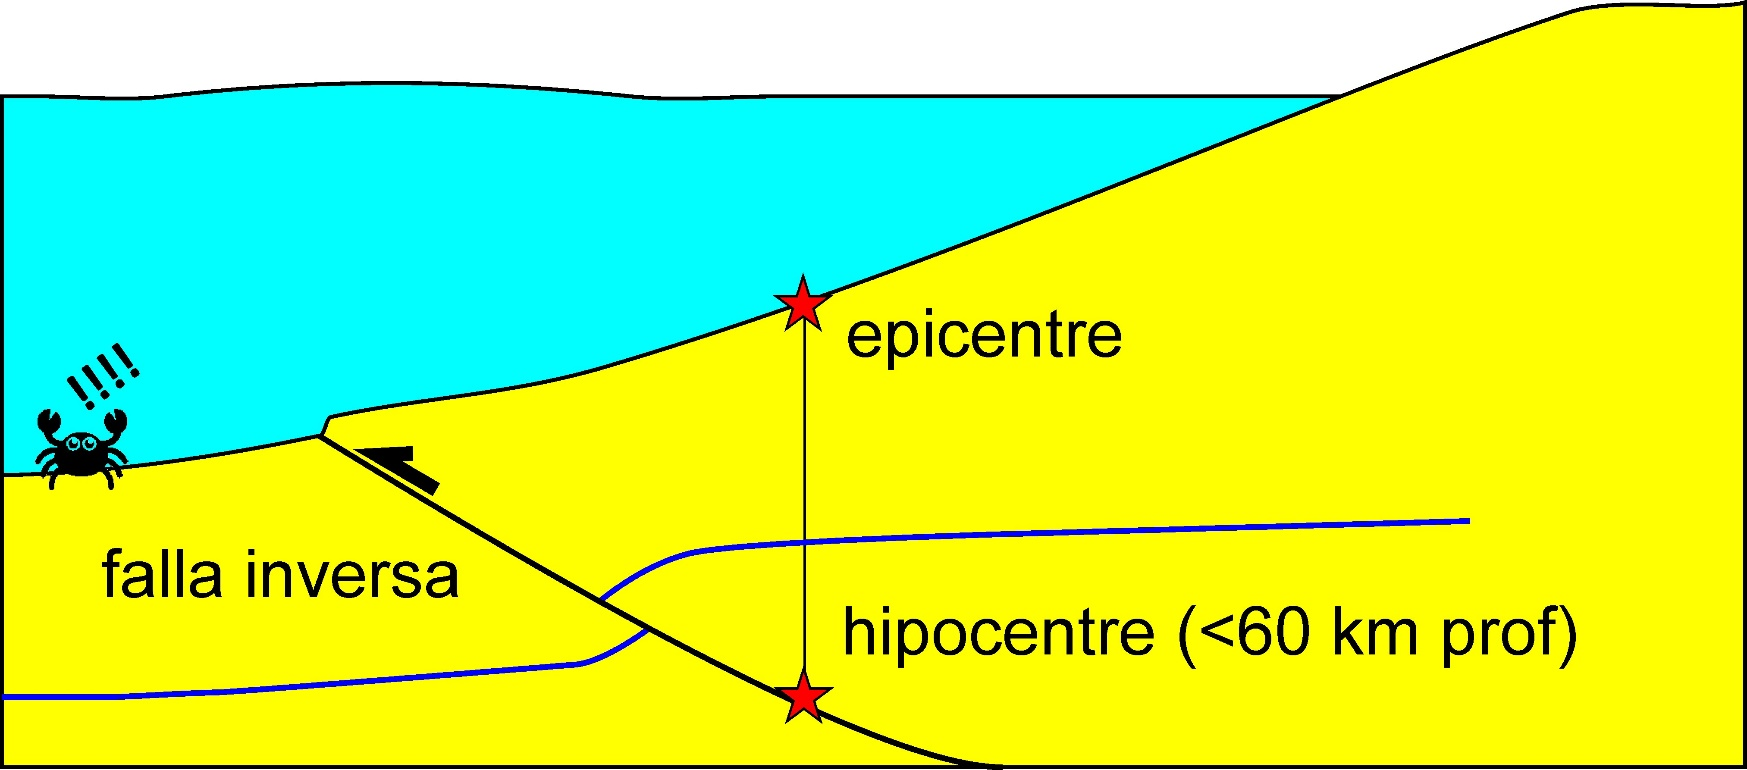 !!!!
epicentre
falla inversa
hipocentre (<60 km prof)